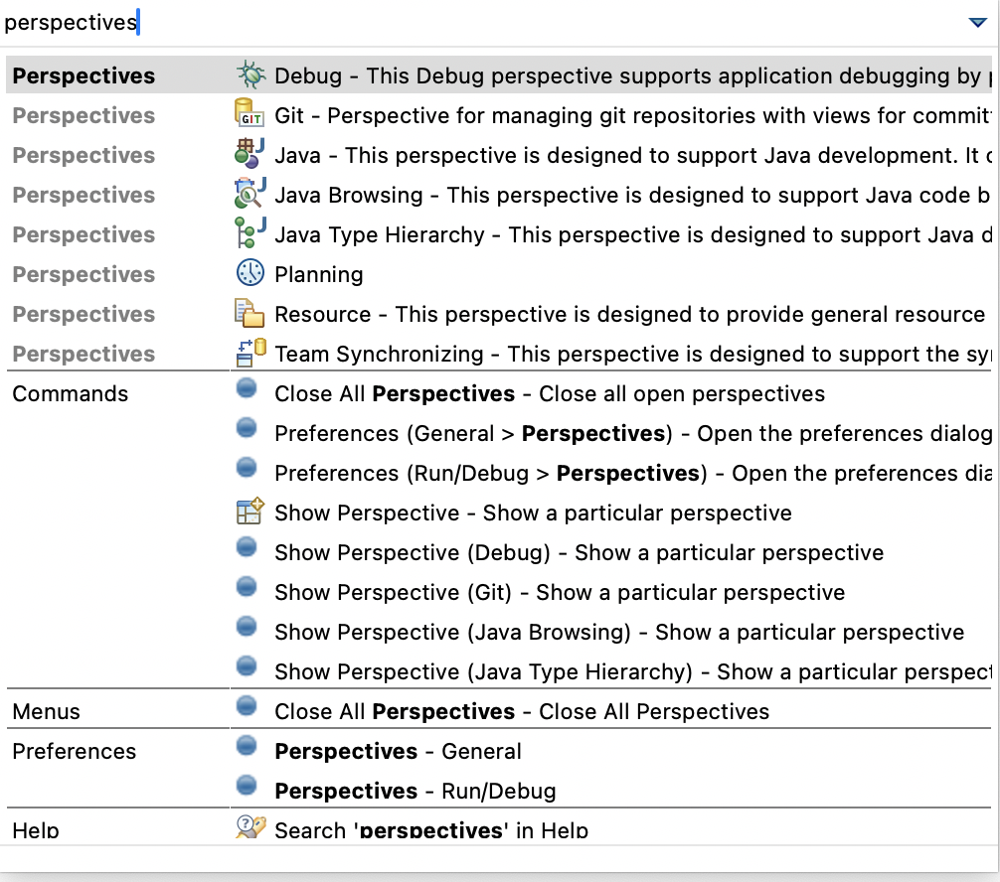 perspectives
Perspectives Debug - This Debug perspective supports application debugging by
Perspectives GIT Git - Perspective for managing git repositories with views for commit
Perspectives Java - This perspective is designed to support Java development. It
Perspectives Java Browsing - This perspective is designed to support Java code b
Perspectives Java Type Hierarchy - This perspective is designed to support Java d
Perspectives Planning
Perspectives Resource - This perspective is designed to provide general resource
Perspectives Team Synchronizing - This perspective is designed to support the sy
Commands Close All Perspectives - Close all open perspectives
Preferences (General > Perspectives) - Open the preferences dialog
Preferences (Run/Debug > Perspectives) - Open the preferences dia
Show Perspective - Show a particular perspective
Show Perspective (Debug) - Show a particular perspective
Show Perspective (Git) - Show a particular perspective
Show Perspective (Java Browsing) - Show a particular perspective
Show Perspective (Java Type Hierarchy) - Show a particular perspect
Menus Close All Perspectives - Close All Perspectives
Preferences Perspectives - General
Perspectives - Run/Debug
Help Search 'perspectives' in Help